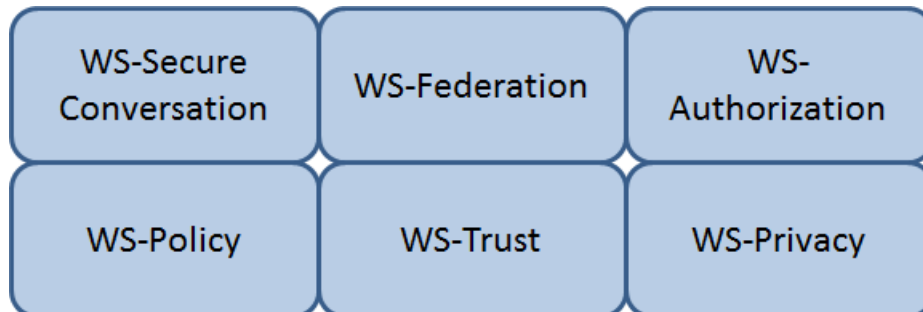 WS-Secure
Conversation
WS-Federation
WS-
Authorization
WS-Policy
WS-Trust
WS-Privacy